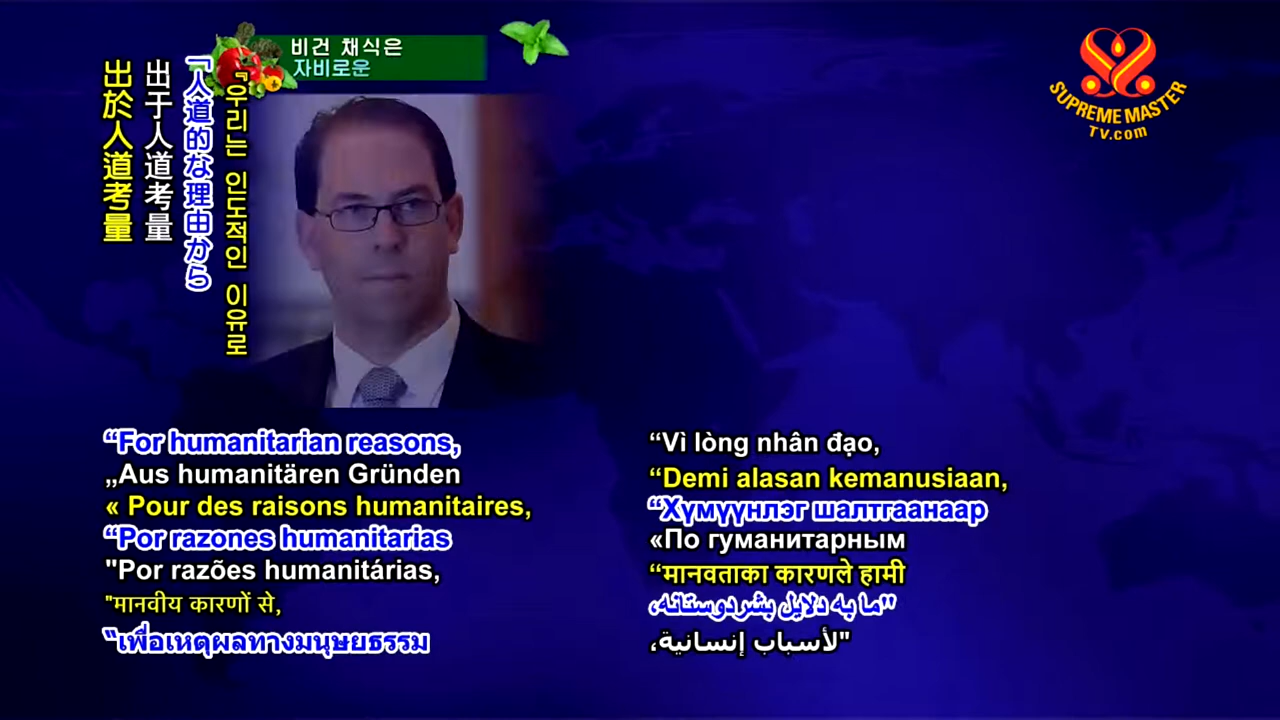 비건 채식은
자비로운
SUPREME MASTER
TV.com
『우리는 인도적인 이유로
「人道的な理由から
出于人道考量
出於人道考量
“For humanitarian reasons,
„Aus humanitären Gründen
« Pour des raisons humanitaires,
“Por razones humanitarias
"Por razões humanitárias,
"मानवीय कारणों से,
“เพื่อเหตุผลทางมนุษยธรรม
“Vì lòng nhân đạo,
“Demi alasan kemanusiaan,
“Хүмүүнлэг шалтгаанаар
«По гуманитарным
“मानवताका कारणले हामी
”ما به دلایل بشردوستانه،
"لأسباب إنسانية،